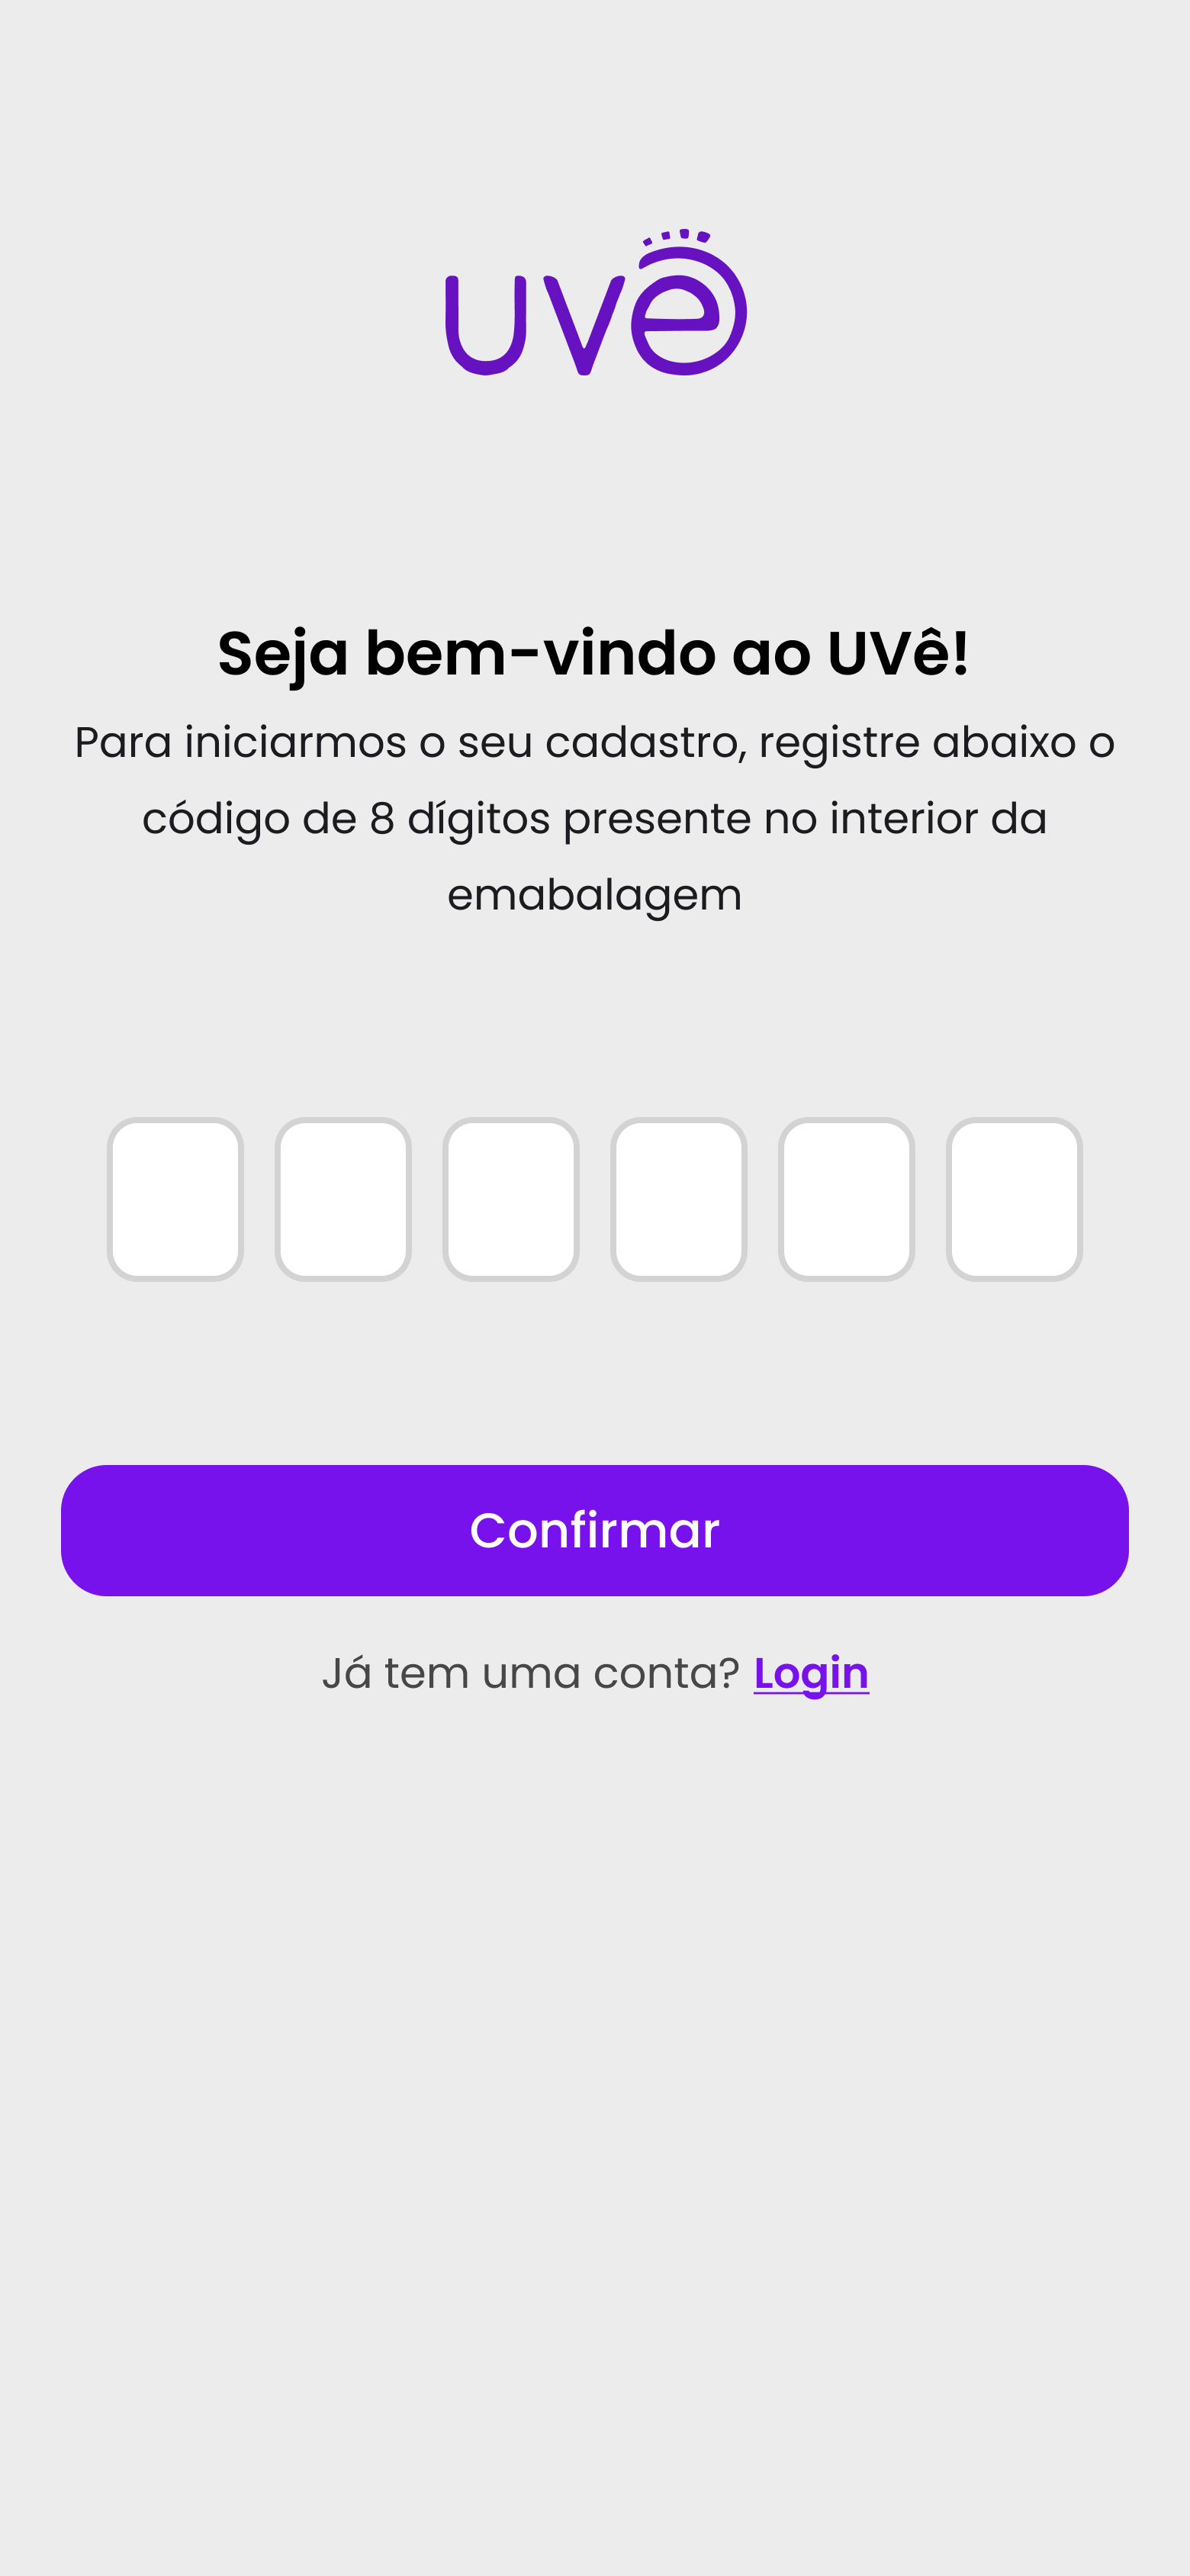 uvê
Seja bem-vindo ao UVê!
Para iniciarmos o seu cadastro, registre abaixo o
código de 8 dígitos presente no interior da
emabalagem
Confirmar
Já tem uma conta? Login